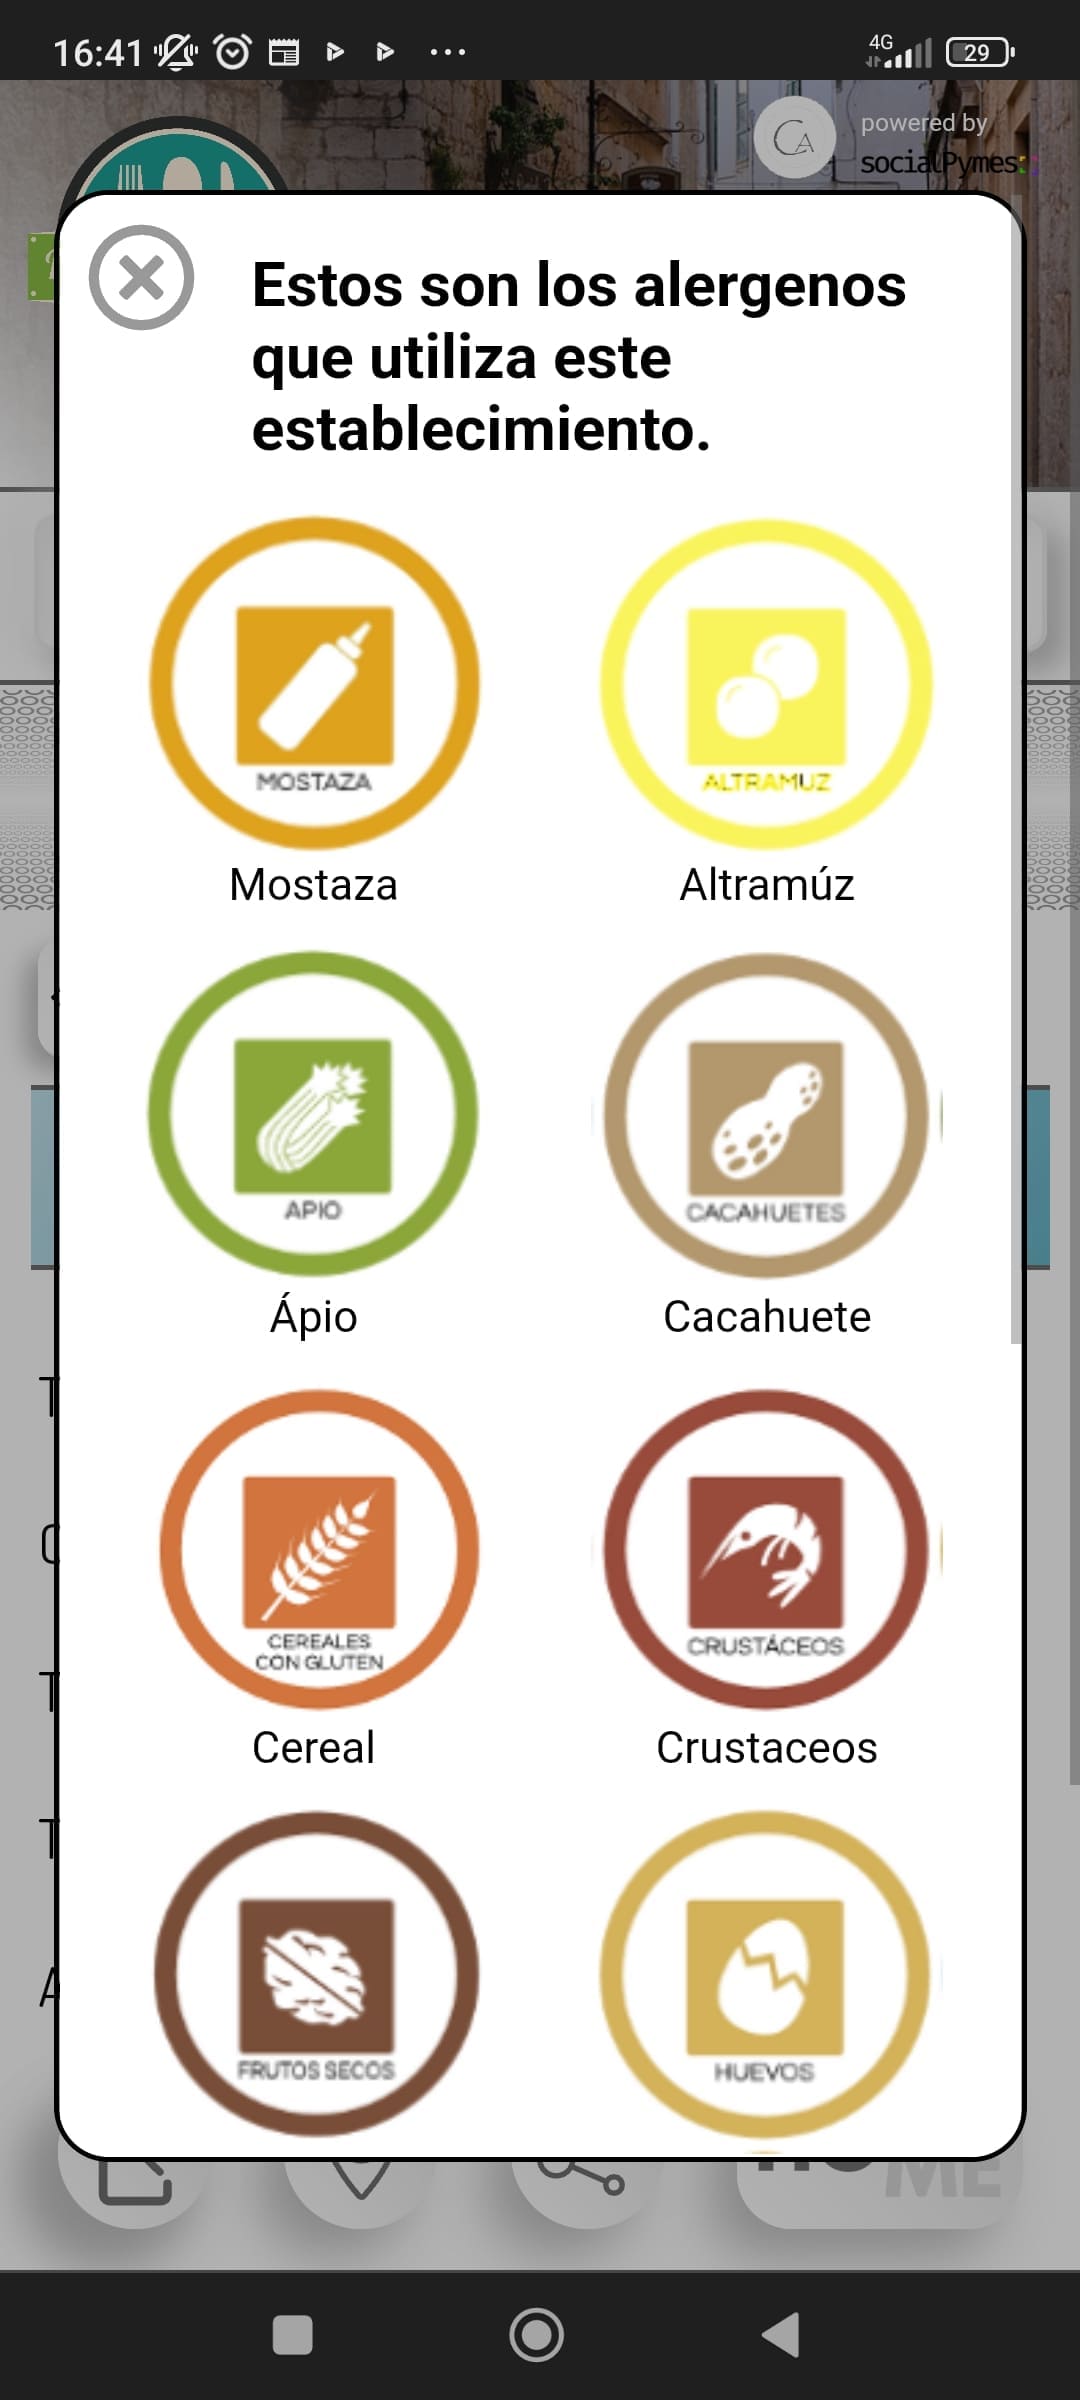 16:41
4G
29
powered by
socialPymes
CA
Estos son los alergenos
que utiliza este
establecimiento.
MOSTAZA
ALTRAMUZ
Mostaza
Altramúz
APIO
CACAHUETES
Ápio
Cacahuete
CEREALES
CON GLUTEN
CRUSTÁCEOS
Cereal
Crustaceos
FRUTOS SECOS
HUEVOS